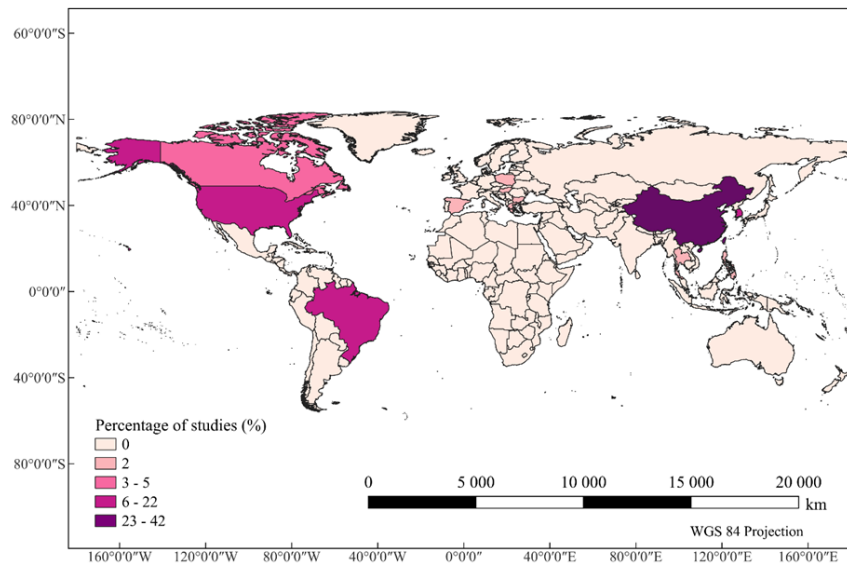 60°0′0″S
80°0′0″N
40°0′0″N
0°0′0″
40°0′0″S
80°0′0″S
Percentage of studies (%)
0
2
3 - 5
6 - 22
23 - 42
0 5 000 10 000 15 000 20 000
km
WGS 84 Projection
160°0′0″W 120°0′0″W 80°0′0″W 40°0′0″W 0°0′0″ 40°0′0″E 80°0′0″E 120°0′0″E 160°0′0″E